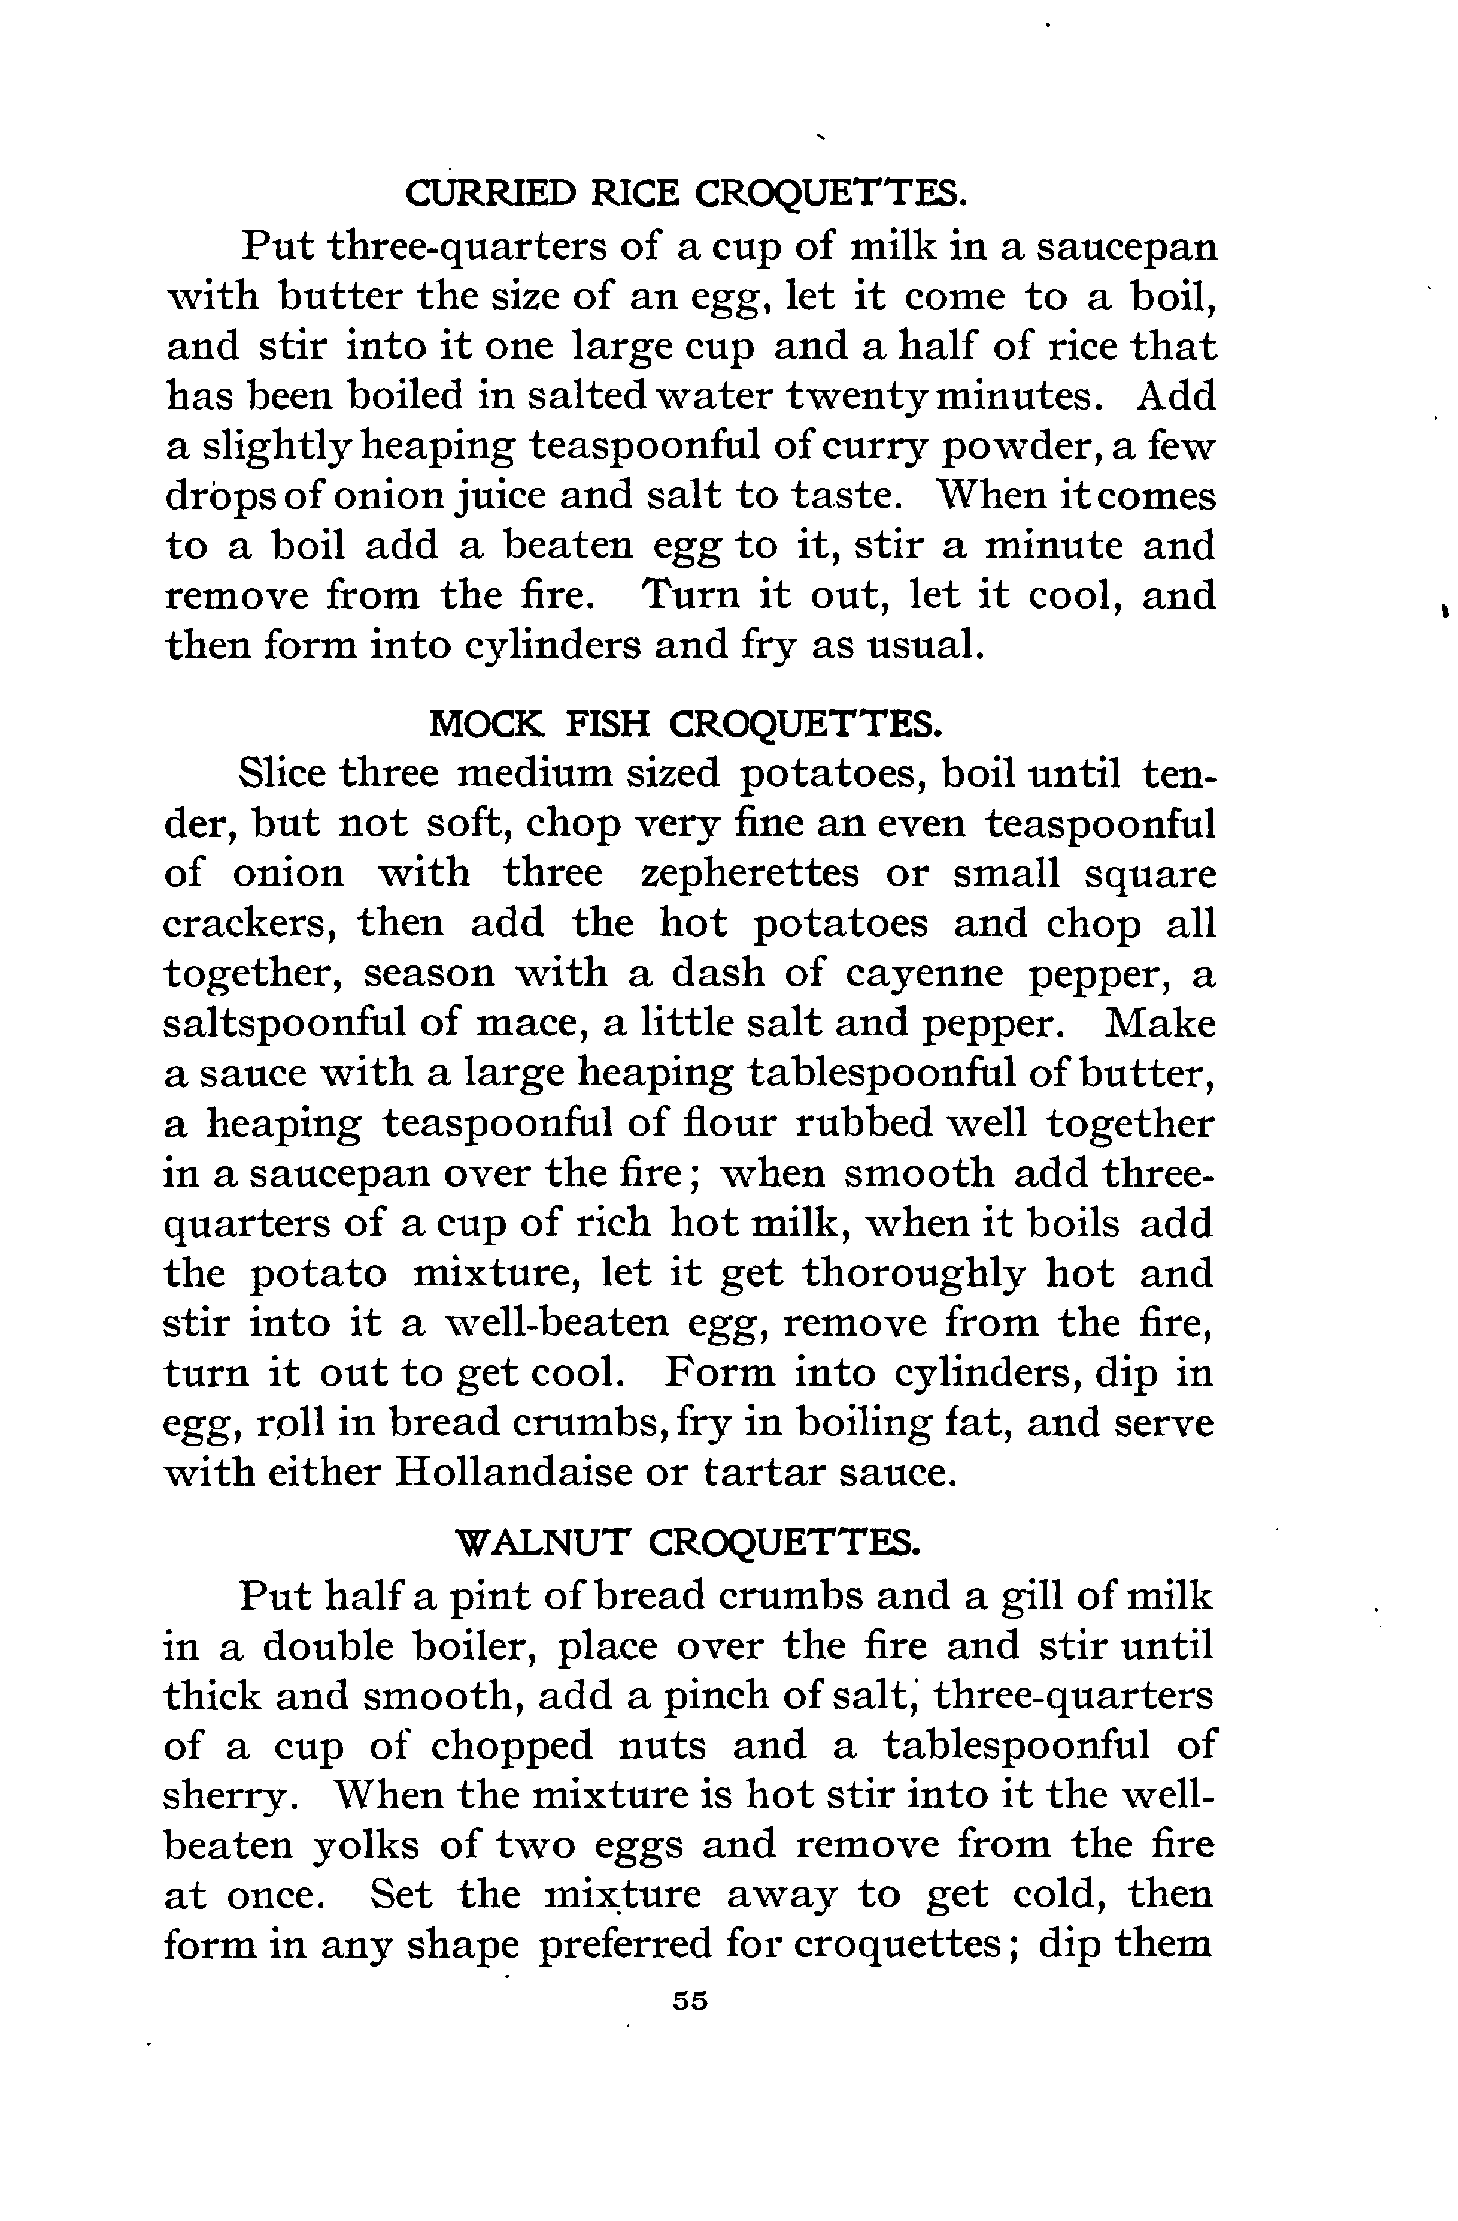 CURRIED RICE CROQUETTES.
Put three-quarters of a cup of milk in a saucepan
with butter the size of an egg, let it come to a boil,
and stir into it one large cup and a half of rice that
has been boiled in salted water twenty minutes. Add
a slightly heaping teaspoonful of curry powder, a few
drops of onion juice and salt to taste. When it comes
to a boil add a beaten egg to it, stir a minute and
remove from the fire. Turn it out, let it cool, and
then form into cylinders and fry as usual.
MOCK FISH CROQUETTES.
Slice three medium sized potatoes, boil until ten-
der, but not soft, chop very fine an even teaspoonful
of onion with three zepherettes or small square
crackers, then add the hot potatoes and chop all
together, season with a dash of cayenne pepper, a
saltspoonful of mace, a little salt and pepper. Make
a sauce with a large heaping tablespoonful of butter,
a heaping teaspoonful of flour rubbed well together
in a saucepan over the fire; when smooth add three-
quarters of a cup of rich hot milk, when it boils add
the potato mixture, let it get thoroughly hot and
stir into it a well-beaten egg, remove from the fire,
turn it out to get cool. Form into cylinders, dip in
egg, roll in bread crumbs, fry in boiling fat, and serve
with either Hollandaise or tartar sauce.
WALNUT CROQUETTES.
Put half a pint of bread crumbs and a gill of milk
in a double boiler, place over the fire and stir until
thick and smooth, add a pinch of salt, three-quarters
of a cup of chopped nuts and a tablespoonful of
sherry. When the mixture is hot stir into it the well-
beaten yolks of two eggs and remove from the fire
at once. Set the mixture away to get cold, then
form in any shape preferred for croquettes; dip them
55